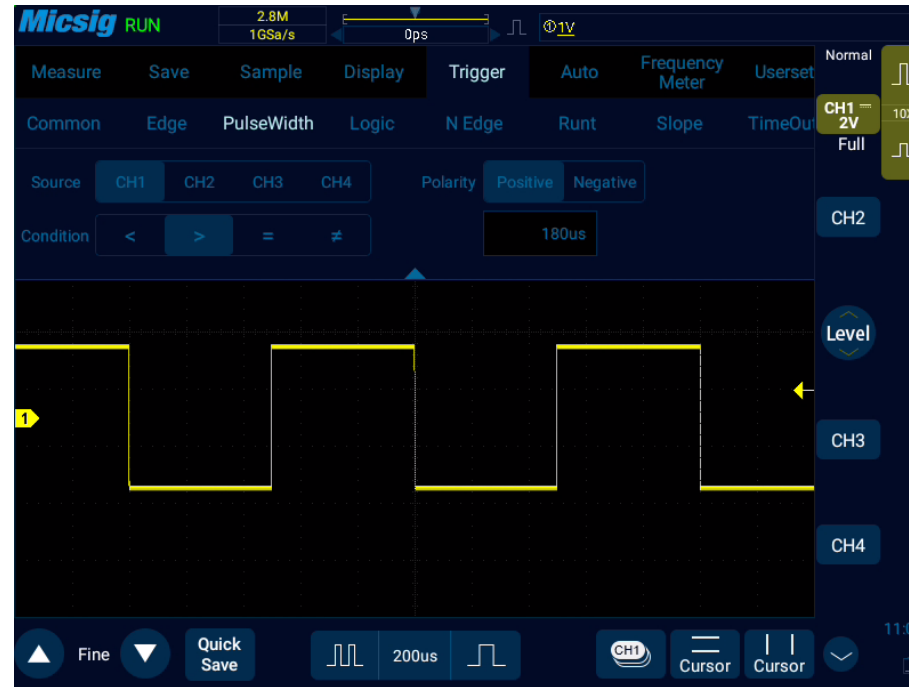 Micsig RUN 2.8M 1GSa/s 0ps ①1V
Measure Save Sample Display Trigger Auto Frequency Meter Userset
Normal
Common Edge PulseWidth Logic N Edge Runt Slope TimeOut
CH1 2V
10X
Full
Source CH1 CH2 CH3 CH4 Polarity Positive Negative
CH2
Condition < > = ≠ 180us
Level
1
CH3
CH4
Fine Quick Save 200us CH1 Cursor Cursor